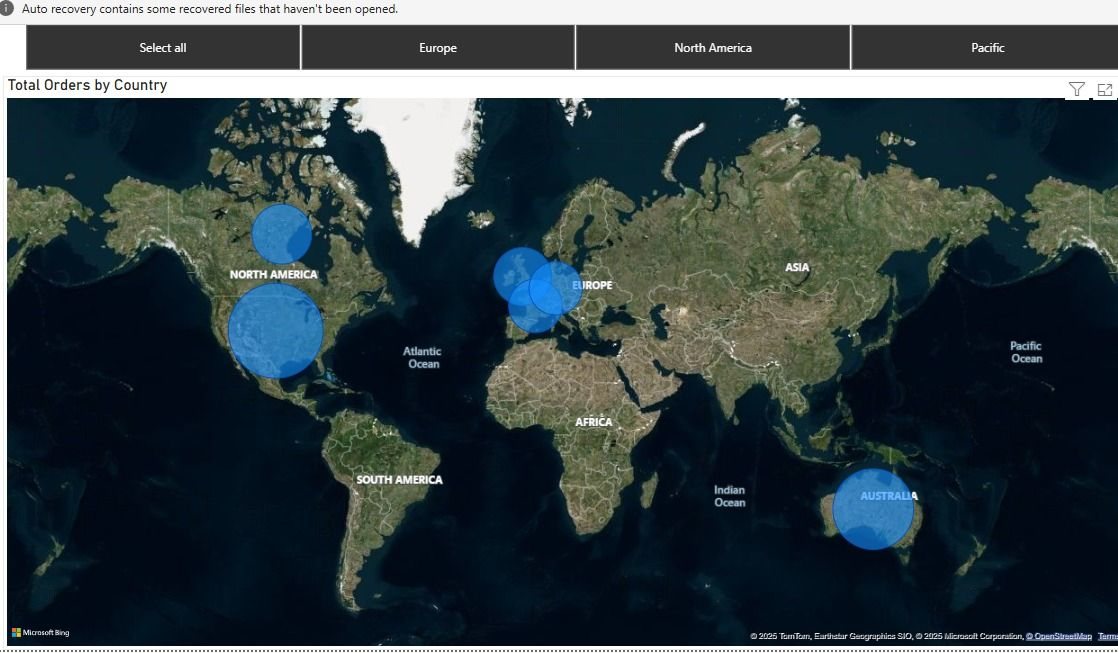 Auto recovery contains some recovered files that haven't been opened.
Select all
Europe
North America
Pacific
Total Orders by Country
NORTH AMERICA
EUROPE
ASIA
Atlantic
Ocean
Pacific
Ocean
AFRICA
SOUTH AMERICA
Indian
Ocean
AUSTRALIA
Microsoft Bing
© 2025 TomTom, Earthstar Geographics SIO, © 2025 Microsoft Corporation, © OpenStreetMap Terms